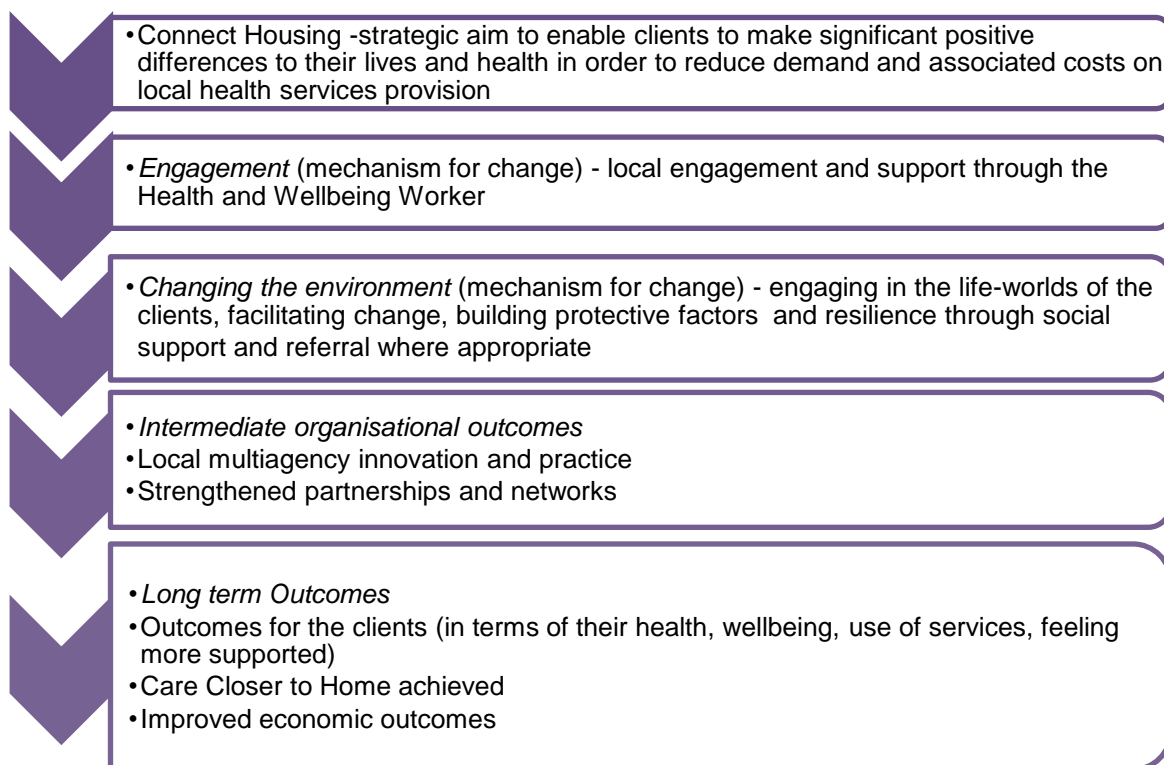 •Connect Housing -strategic aim to enable clients to make significant positive
differences to their lives and health in order to reduce demand and associated costs on
local health services provision
•Engagement (mechanism for change) - local engagement and support through the
Health and Wellbeing Worker
•Changing the environment (mechanism for change) - engaging in the life-worlds of the
clients, facilitating change, building protective factors and resilience through social
support and referral where appropriate
•Intermediate organisational outcomes
•Local multiagency innovation and practice
•Strengthened partnerships and networks
•Long term Outcomes
•Outcomes for the clients (in terms of their health, wellbeing, use of services, feeling
more supported)
•Care Closer to Home achieved
•Improved economic outcomes